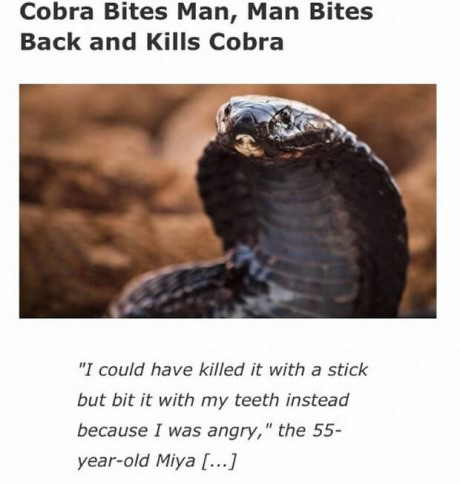 Cobra Bites Man, Man Bites
Back and Kills Cobra
"I could have killed it with a stick
but bit it with my teeth instead
because I was angry," the 55-
year-old Miya [...]